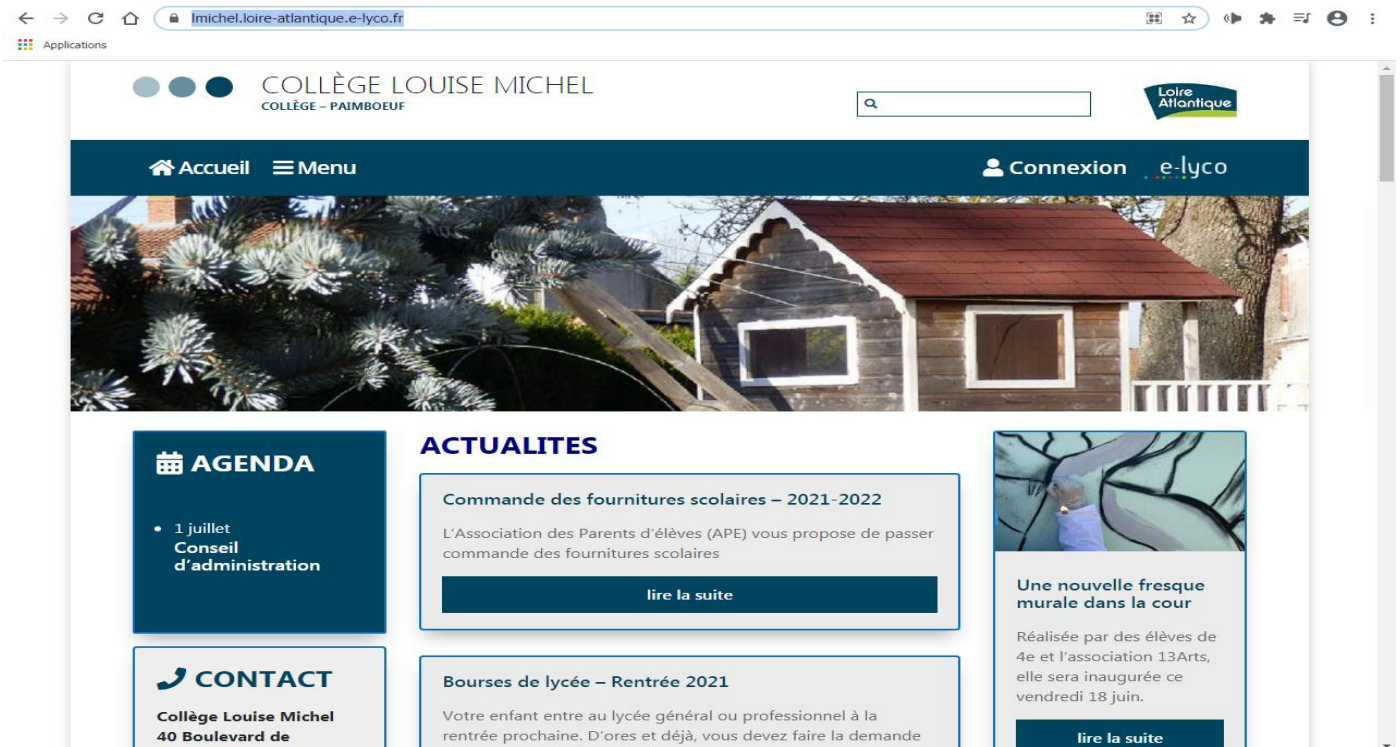 lmichel.loire-atlantique.e-lyco.fr
Applications
COLLÈGE LOUISE MICHEL
COLLÈGE – PAIMBOEUF
Loire
Atlantique
Accueil Menu Connexion e-lyco
AGENDA
• 1 juillet
Conseil
d'administration
CONTACT
Collège Louise Michel
40 Boulevard de
ACTUALITES
Commande des fournitures scolaires – 2021-2022
L'Association des Parents d'élèves (APE) vous propose de passer
commande des fournitures scolaires
lire la suite
Bourses de lycée – Rentrée 2021
Votre enfant entre au lycée général ou professionnel à la
rentrée prochaine. D'ores et déjà, vous devez faire la demande
Une nouvelle fresque
murale dans la cour
Réalisée par des élèves de
4e et l'association 13Arts,
elle sera inaugurée ce
vendredi 18 juin.
lire la suite